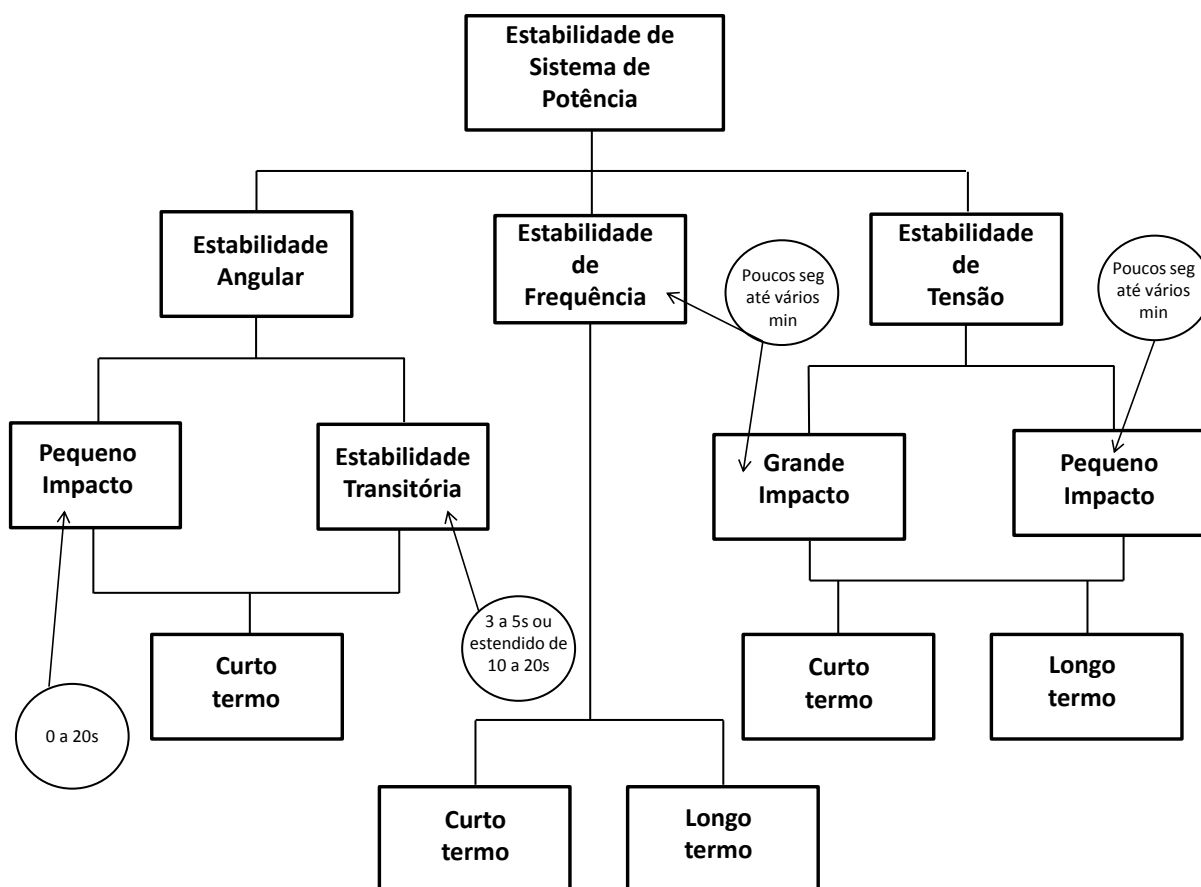 Estabilidade de
Sistema de
Potência
Estabilidade
Angular
Estabilidade
de
Frequência
Poucos seg
até vários
min
Estabilidade
de
Tensão
Poucos seg
até vários
min
Pequeno
Impacto
Estabilidade
Transitória
Grande
Impacto
Pequeno
Impacto
0 a 20s
Curto
termo
3 a 5s ou
estendido de
10 a 20s
Curto
termo
Longo
termo
Curto
termo
Longo
termo